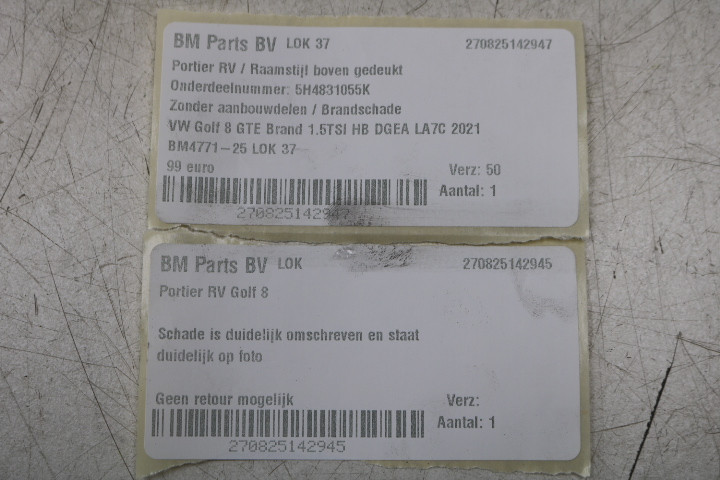 BM Parts BV LOK 37 270825142947
Portier RV / Raamstijl boven gedeukt
Onderdeelnummer: 5H4831055K
Zonder aanbouwdelen / Brandschade
VW Golf 8 GTE Brand 1.5TSI HB DGEA LA7C 2021
BM4771-25 LOK 37
99 euro Verz: 50
Aantal: 1
270825142947
BM Parts BV LOK 270825142945
Portier RV Golf 8
Schade is duidelijk omschreven en staat
duidelijk op foto
Geen retour mogelijk Verz:
Aantal: 1
270825142945